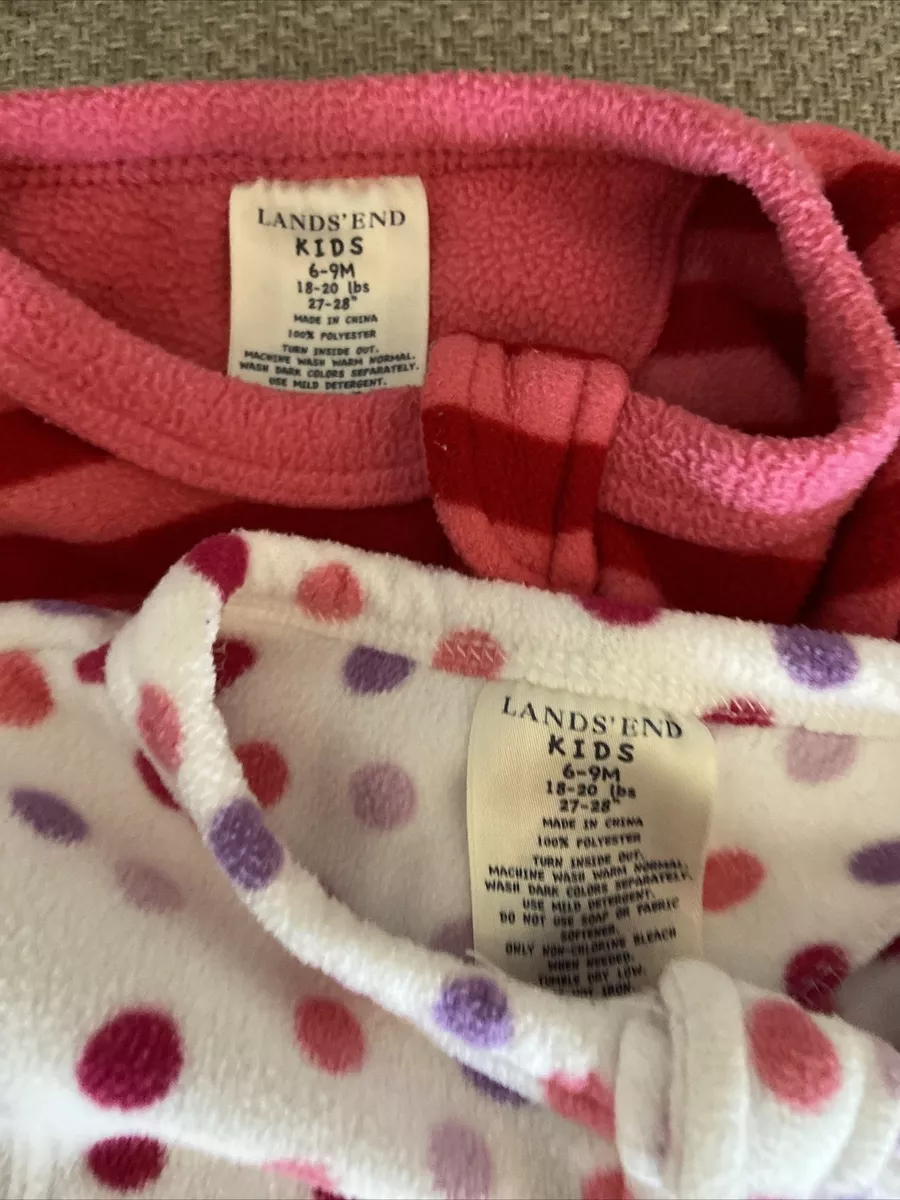 LANDS' END
KIDS
6-9M
18-20 lbs
27-28"
MADE IN CHINA
100% POLYESTER
TURN INSIDE OUT.
MACHINE WASH WARM NORMAL.
WASH DARK COLORS SEPARATELY.
USE MILD DETERGENT.
LANDS' END
KIDS
6-9M
18-20 lbs
27-28"
MADE IN CHINA
100% POLYESTER
TURN INSIDE OUT.
MACHINE WASH WARM NORMAL.
WASH DARK COLORS SEPARATELY.
USE MILD DETERGENT.
DO NOT USE SOAP OR FABRIC
SOFTENER.
ONLY NON-CHLORINE BLEACH
WHEN NEEDED.
TUMBLE DRY LOW.
NOT IRON.